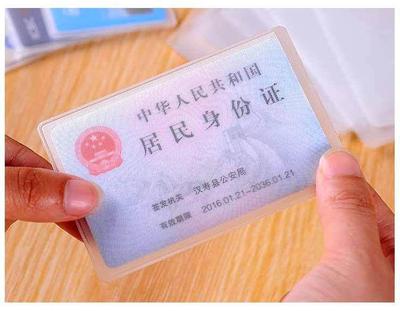 中华人民共和国
居民身份证
签发机关 汉寿县公安局
有效期限 2016.01.21-2036.01.21